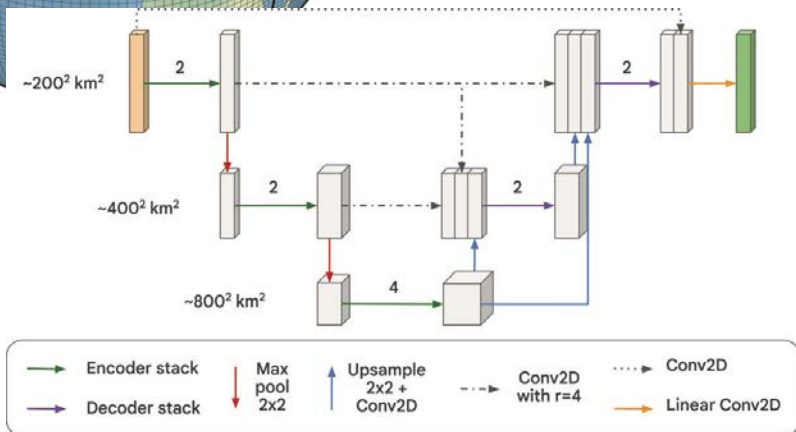 ~200² km²
2
2
~400² km²
2
2
~800² km²
4
Encoder stack
Decoder stack
Max
pool
2x2
Upsample
2x2 +
Conv2D
Conv2D
with r=4
Conv2D
Linear Conv2D